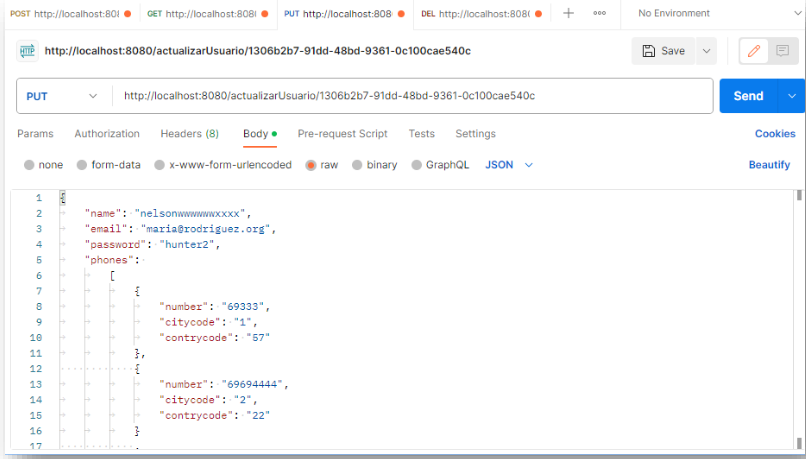 POST http://localhost:808 GET http://localhost:808 PUT http://localhost:808 DEL http://localhost:808 + ooo No Environment
HTTP http://localhost:8080/actualizarUsuario/1306b2b7-91dd-48bd-9361-0c100cae540c Save
PUT http://localhost:8080/actualizarUsuario/1306b2b7-91dd-48bd-9361-0c100cae540c Send
Params Authorization Headers (8) Body Pre-request Script Tests Settings Cookies
none form-data x-www-form-urlencoded raw binary GraphQL JSON Beautify
1 {
2 "name": "nelsonwwwwwwxxxx",
3 "email": "maria@rodriguez.org",
4 "password": "hunter2",
5 "phones":
6 [
7 {
8 "number": "69333",
9 "citycode": "1",
10 "contrycode": "57"
11 },
12 {
13 "number": "69694444",
14 "citycode": "2",
15 "contrycode": "22"
16 }
17